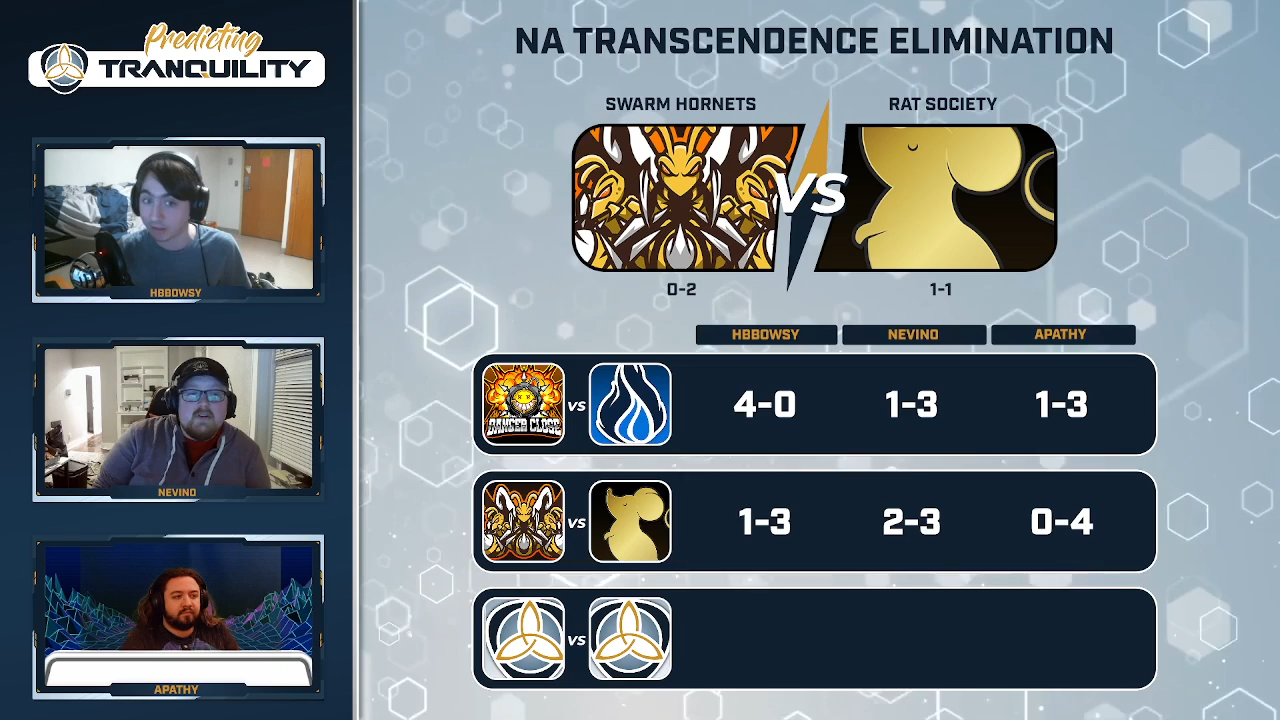 Predicting
TRANQUILITY
HBBOWSY
NEVINO
APATHY
NA TRANSCENDENCE ELIMINATION
SWARM HORNETS
RAT SOCIETY
VS
0-2
1-1
HBBOWSY NEVINO APATHY
DANGER CLOSE
VS
4-0 1-3 1-3
VS
1-3 2-3 0-4
VS